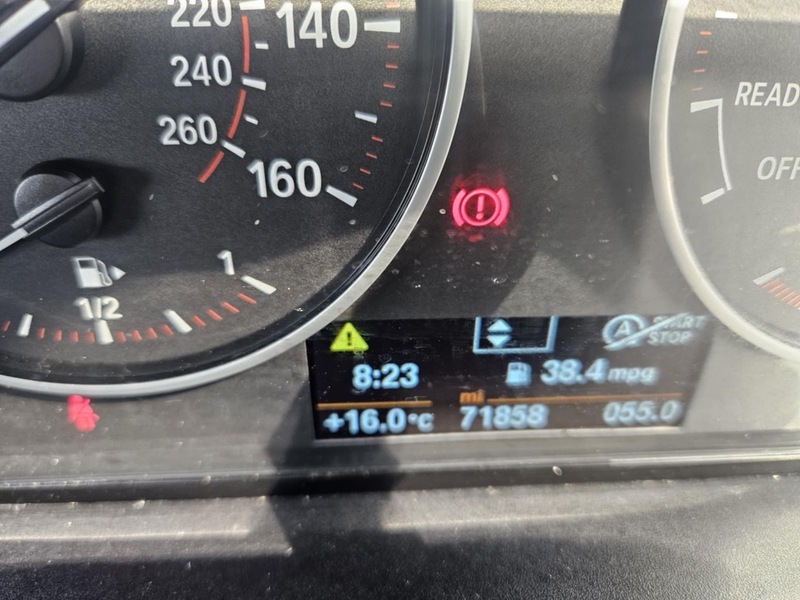 220
140
240
260
160
1/2
1
READ
OFF
A START
STOP
8:23
38.4 mpg
mi
+16.0°C 71858 055.0